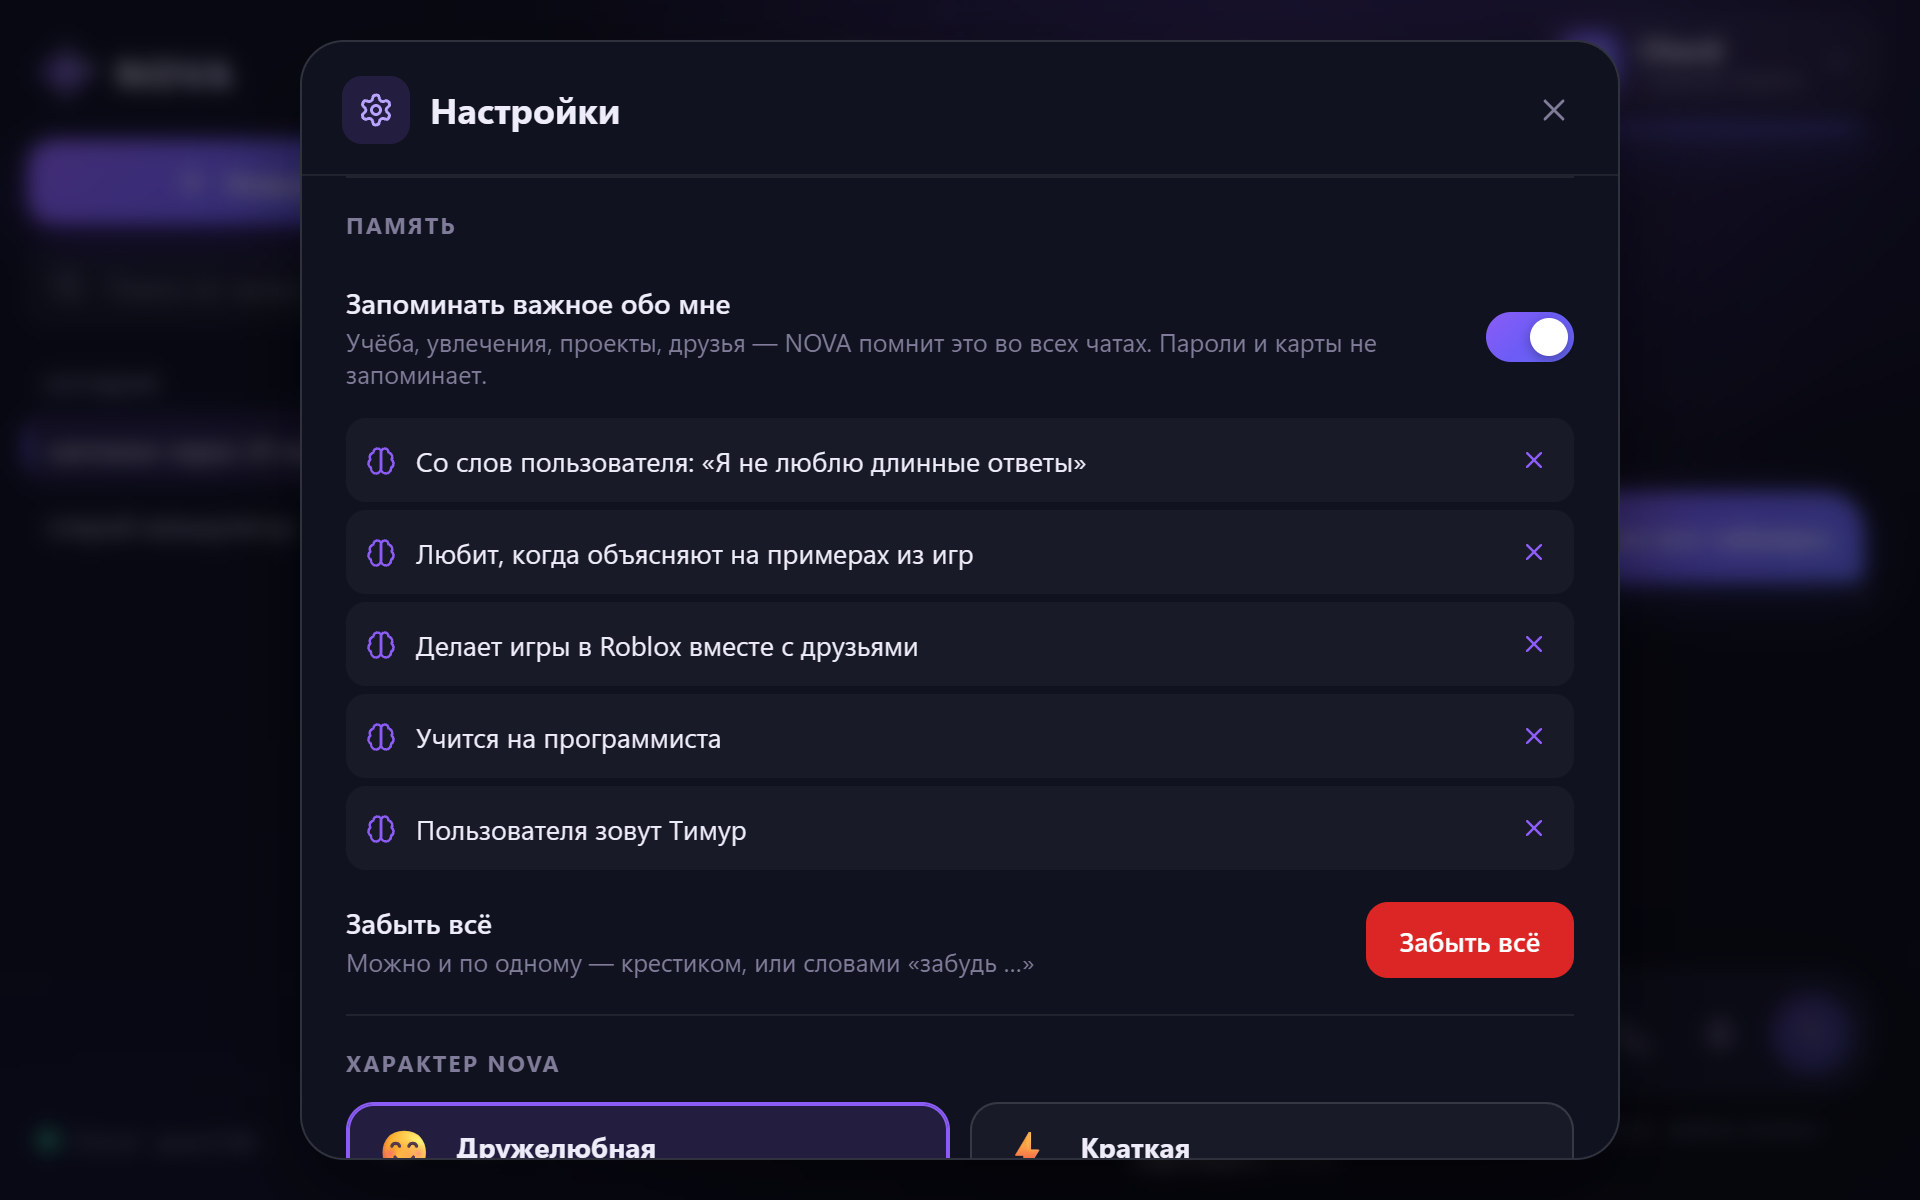 Настройки
ПАМЯТЬ
Запоминать важное обо мне
Учёба, увлечения, проекты, друзья — NOVA помнит это во всех чатах. Пароли и карты не
запоминает.
Со слов пользователя: «Я не люблю длинные ответы»
Любит, когда объясняют на примерах из игр
Делает игры в Roblox вместе с друзьями
Учится на программиста
Пользователя зовут Тимур
Забыть всё
Можно и по одному — крестиком, или словами «забудь ...»
Забыть всё
ХАРАКТЕР NOVA
Дружелюбная
Краткая